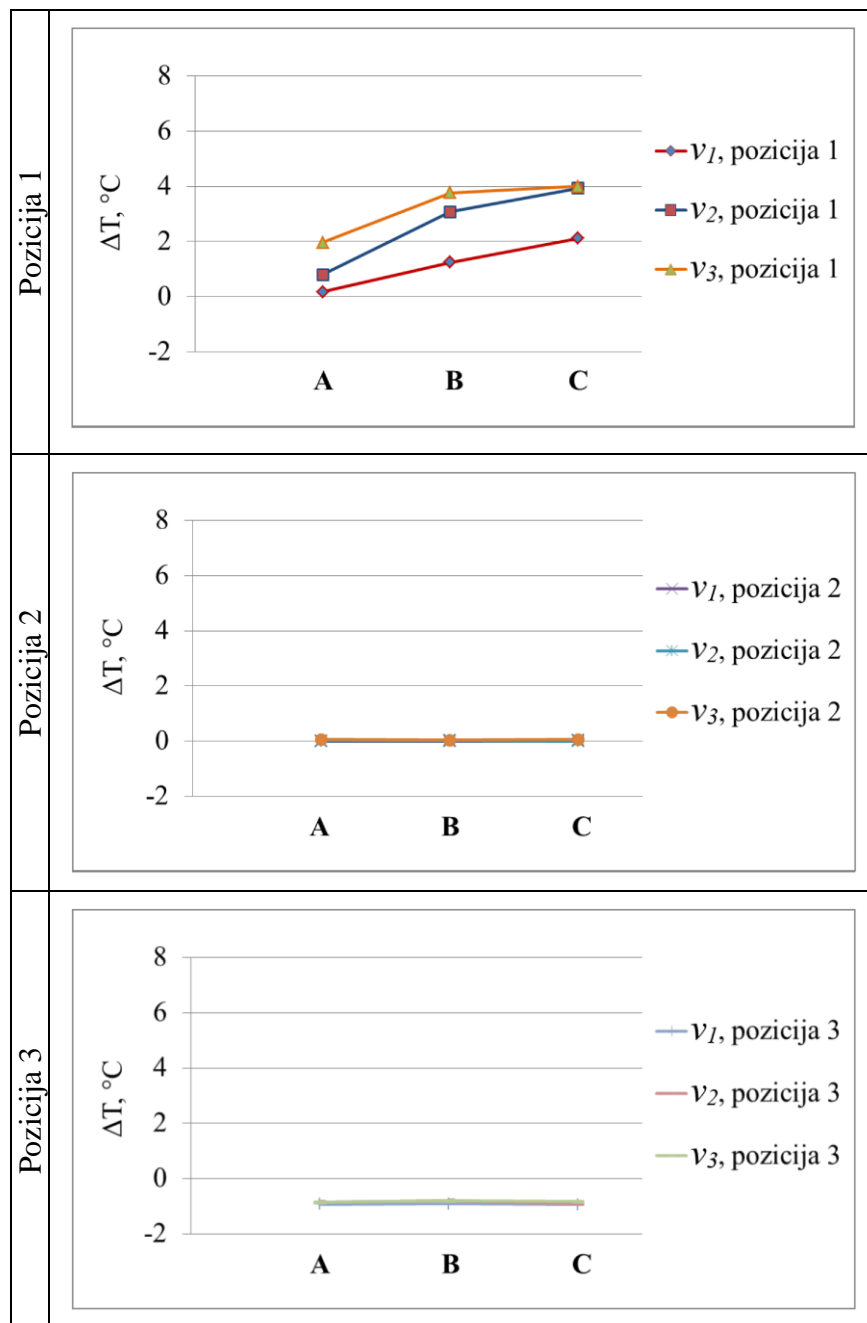 Pozicija 1
ΔT, °C
8
6
4
2
0
-2
A B C
v1, pozicija 1
v2, pozicija 1
v3, pozicija 1
Pozicija 2
ΔT, °C
8
6
4
2
0
-2
A B C
v1, pozicija 2
v2, pozicija 2
v3, pozicija 2
Pozicija 3
ΔT, °C
8
6
4
2
0
-2
A B C
v1, pozicija 3
v2, pozicija 3
v3, pozicija 3